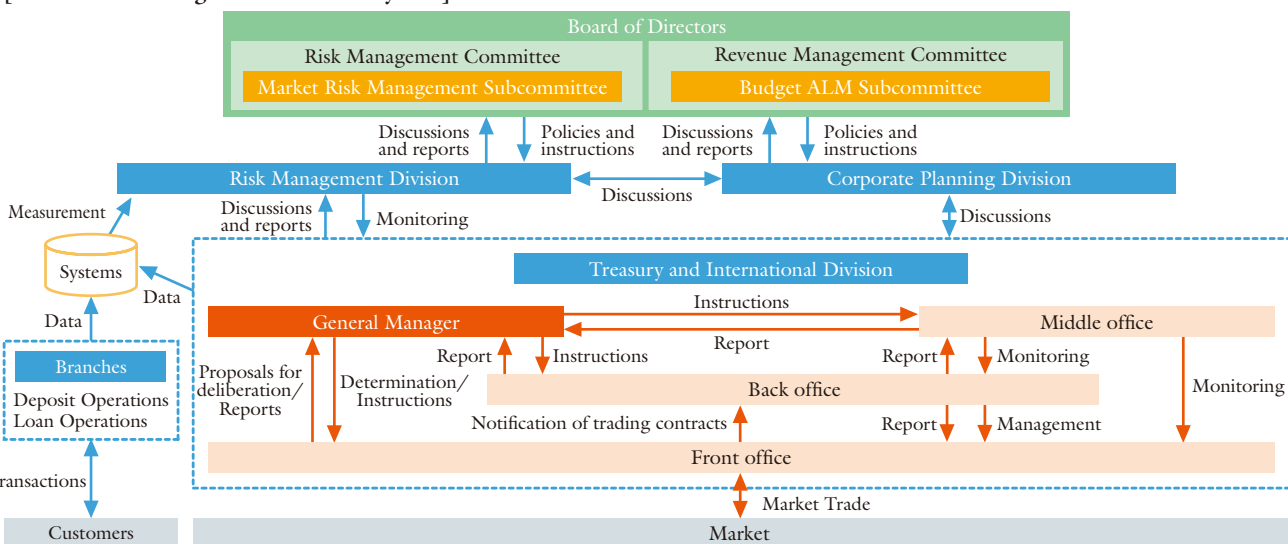 Board of Directors
Risk Management Committee
Revenue Management Committee
Market Risk Management Subcommittee
Budget ALM Subcommittee
Discussions
and reports
Policies and
instructions
Discussions
and reports
Policies and
instructions
Risk Management Division
Corporate Planning Division
Discussions
Measurement
Discussions
and reports
Monitoring
Discussions
Systems
Treasury and International Division
Data
Instructions
Data
General Manager
Middle office
Report
Branches
Proposals for
deliberation/
Reports
Report
Instructions
Report
Monitoring
Determination/
Instructions
Back office
Monitoring
Deposit Operations
Loan Operations
Notification of trading contracts
Report
Management
Front office
ransactions
Market Trade
Customers
Market